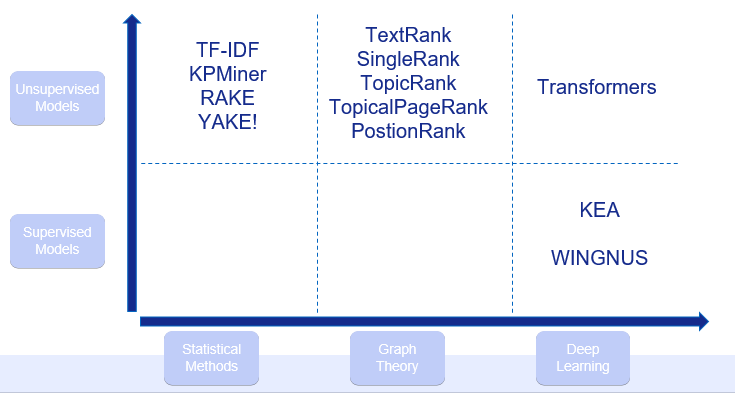 Unsupervised
Models
TF-IDF
KPMiner
RAKE
YAKE!
TextRank
SingleRank
TopicRank
TopicalPageRank
PostionRank
Transformers
Supervised
Models
KEA
WINGNUS
Statistical
Methods
Graph
Theory
Deep
Learning